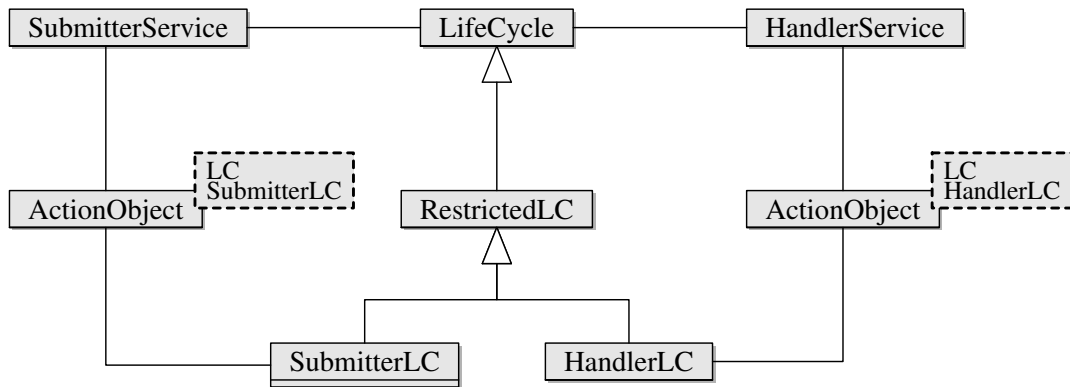 SubmitterService
LifeCycle
HandlerService
LC
SubmitterLC
LC
HandlerLC
ActionObject
RestrictedLC
ActionObject
SubmitterLC
HandlerLC